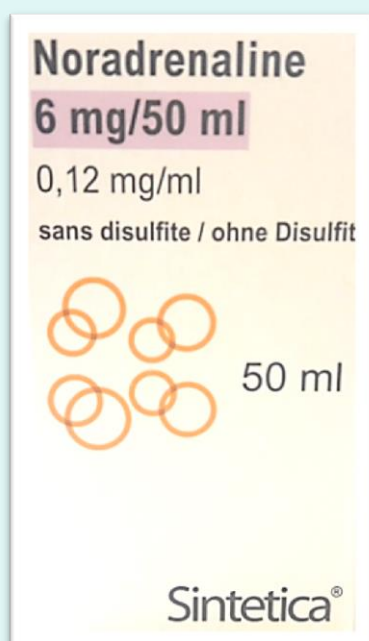 Noradrenaline
6 mg/50 ml
0,12 mg/ml
sans disulfite / ohne Disulfit
50 ml
Sintetica®